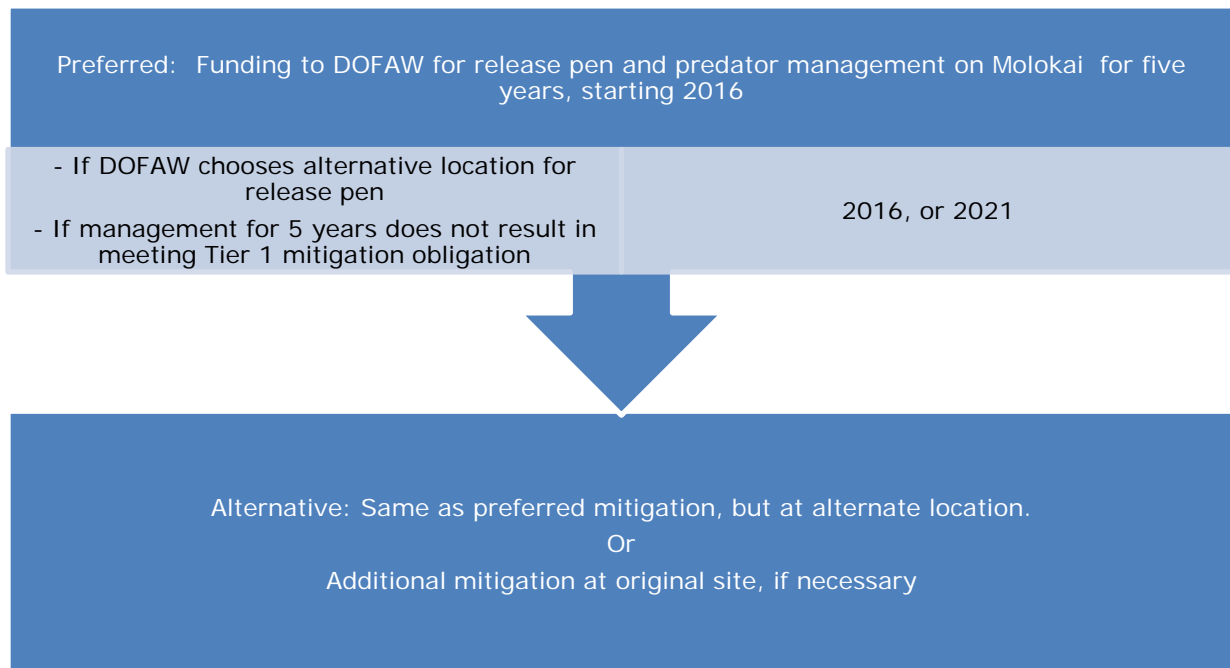 Preferred: Funding to DOFAW for release pen and predator management on Molokai for five
years, starting 2016
- If DOFAW chooses alternative location for
release pen
- If management for 5 years does not result in
meeting Tier 1 mitigation obligation
2016, or 2021
Alternative: Same as preferred mitigation, but at alternate location.
Or
Additional mitigation at original site, if necessary